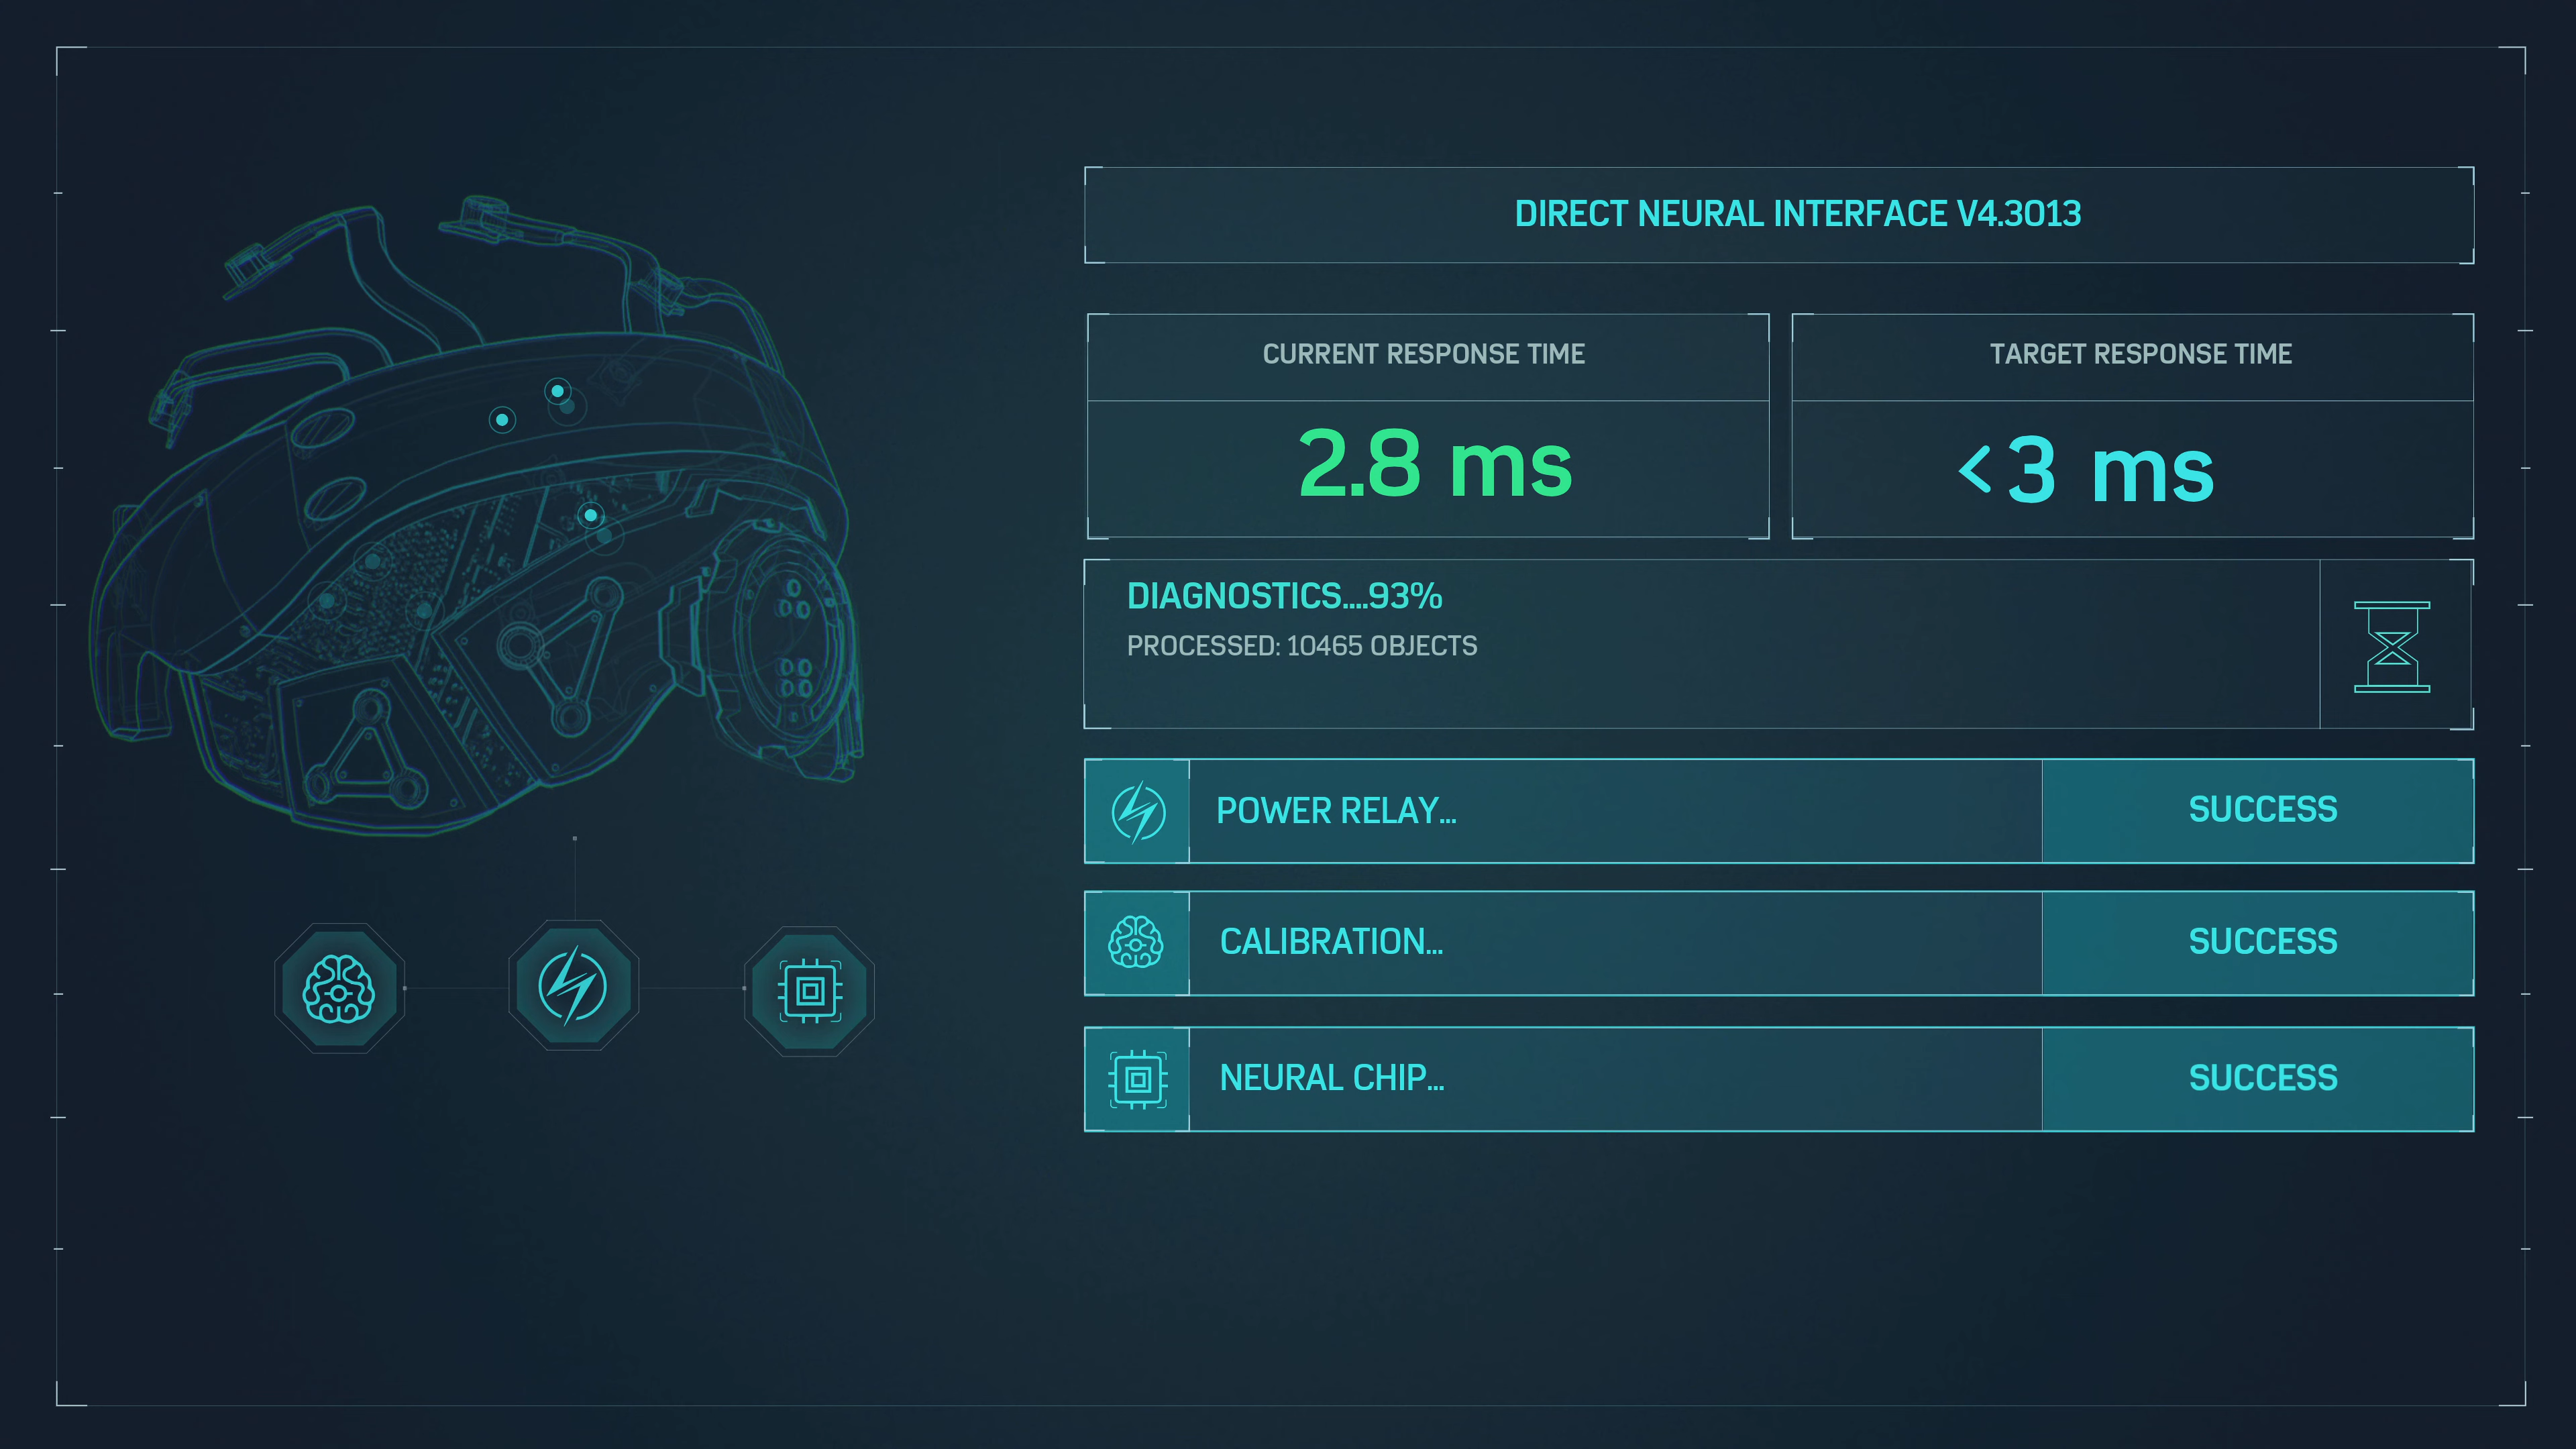 DIRECT NEURAL INTERFACE V4.3013
CURRENT RESPONSE TIME
2.8 ms
TARGET RESPONSE TIME
<3 ms
DIAGNOSTICS....93%
PROCESSED: 10465 OBJECTS
POWER RELAY...
SUCCESS
CALIBRATION...
SUCCESS
NEURAL CHIP...
SUCCESS